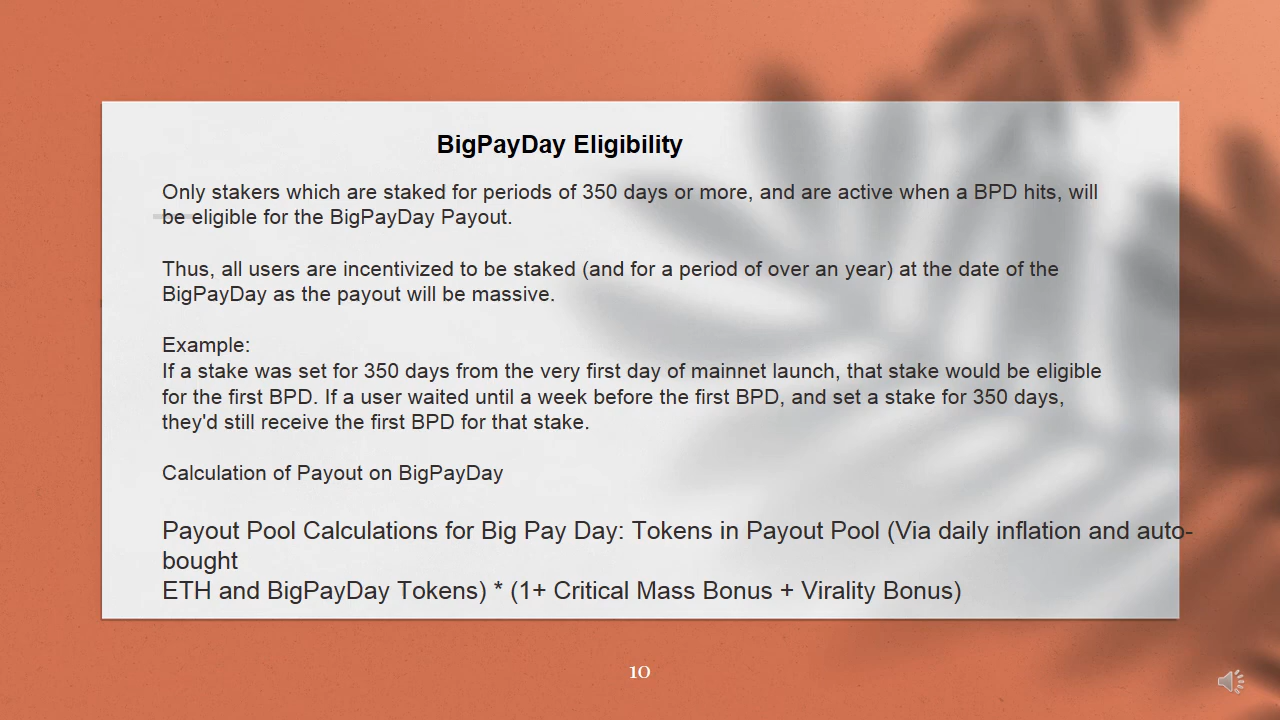 BigPayDay Eligibility
Only stakers which are staked for periods of 350 days or more, and are active when a BPD hits, will
be eligible for the BigPayDay Payout.
Thus, all users are incentivized to be staked (and for a period of over an year) at the date of the
BigPayDay as the payout will be massive.
Example:
If a stake was set for 350 days from the very first day of mainnet launch, that stake would be eligible
for the first BPD. If a user waited until a week before the first BPD, and set a stake for 350 days,
they'd still receive the first BPD for that stake.
Calculation of Payout on BigPayDay
Payout Pool Calculations for Big Pay Day: Tokens in Payout Pool (Via daily inflation and auto-
bought
ETH and BigPayDay Tokens) * (1+ Critical Mass Bonus + Virality Bonus)
10